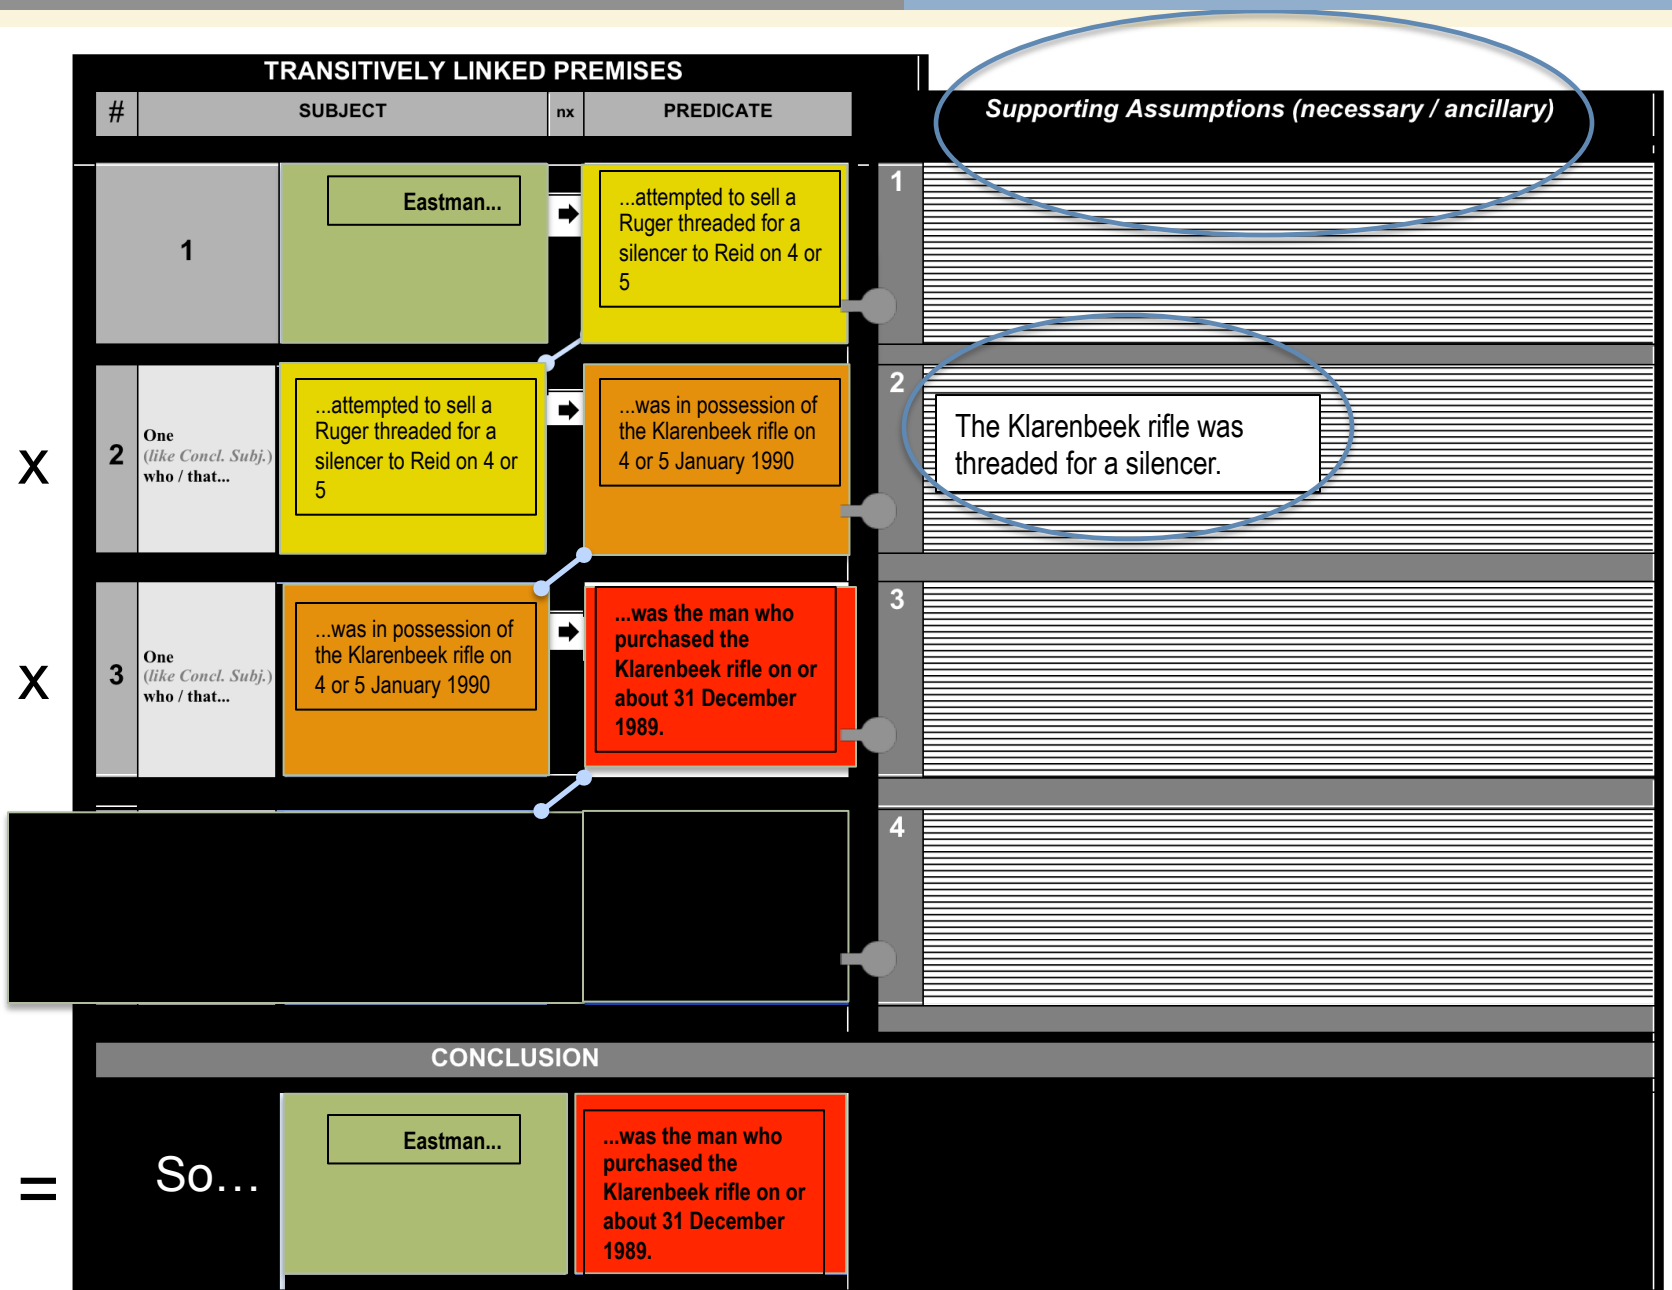 TRANSITIVELY LINKED PREMISES
# SUBJECT nx PREDICATE
Supporting Assumptions (necessary / ancillary)
1
Eastman...
...attempted to sell a
Ruger threaded for a
silencer to Reid on 4 or
5
1
x
2
One
(like Concl. Subj.)
who / that...
...attempted to sell a
Ruger threaded for a
silencer to Reid on 4 or
5
...was in possession of
the Klarenbeek rifle on
4 or 5 January 1990
2
The Klarenbeek rifle was
threaded for a silencer.
x
3
One
(like Concl. Subj.)
who / that...
...was in possession of
the Klarenbeek rifle on
4 or 5 January 1990
...was the man who
purchased the
Klarenbeek rifle on or
about 31 December
1989.
3
4
CONCLUSION
=
So...
Eastman...
...was the man who
purchased the
Klarenbeek rifle on or
about 31 December
1989.